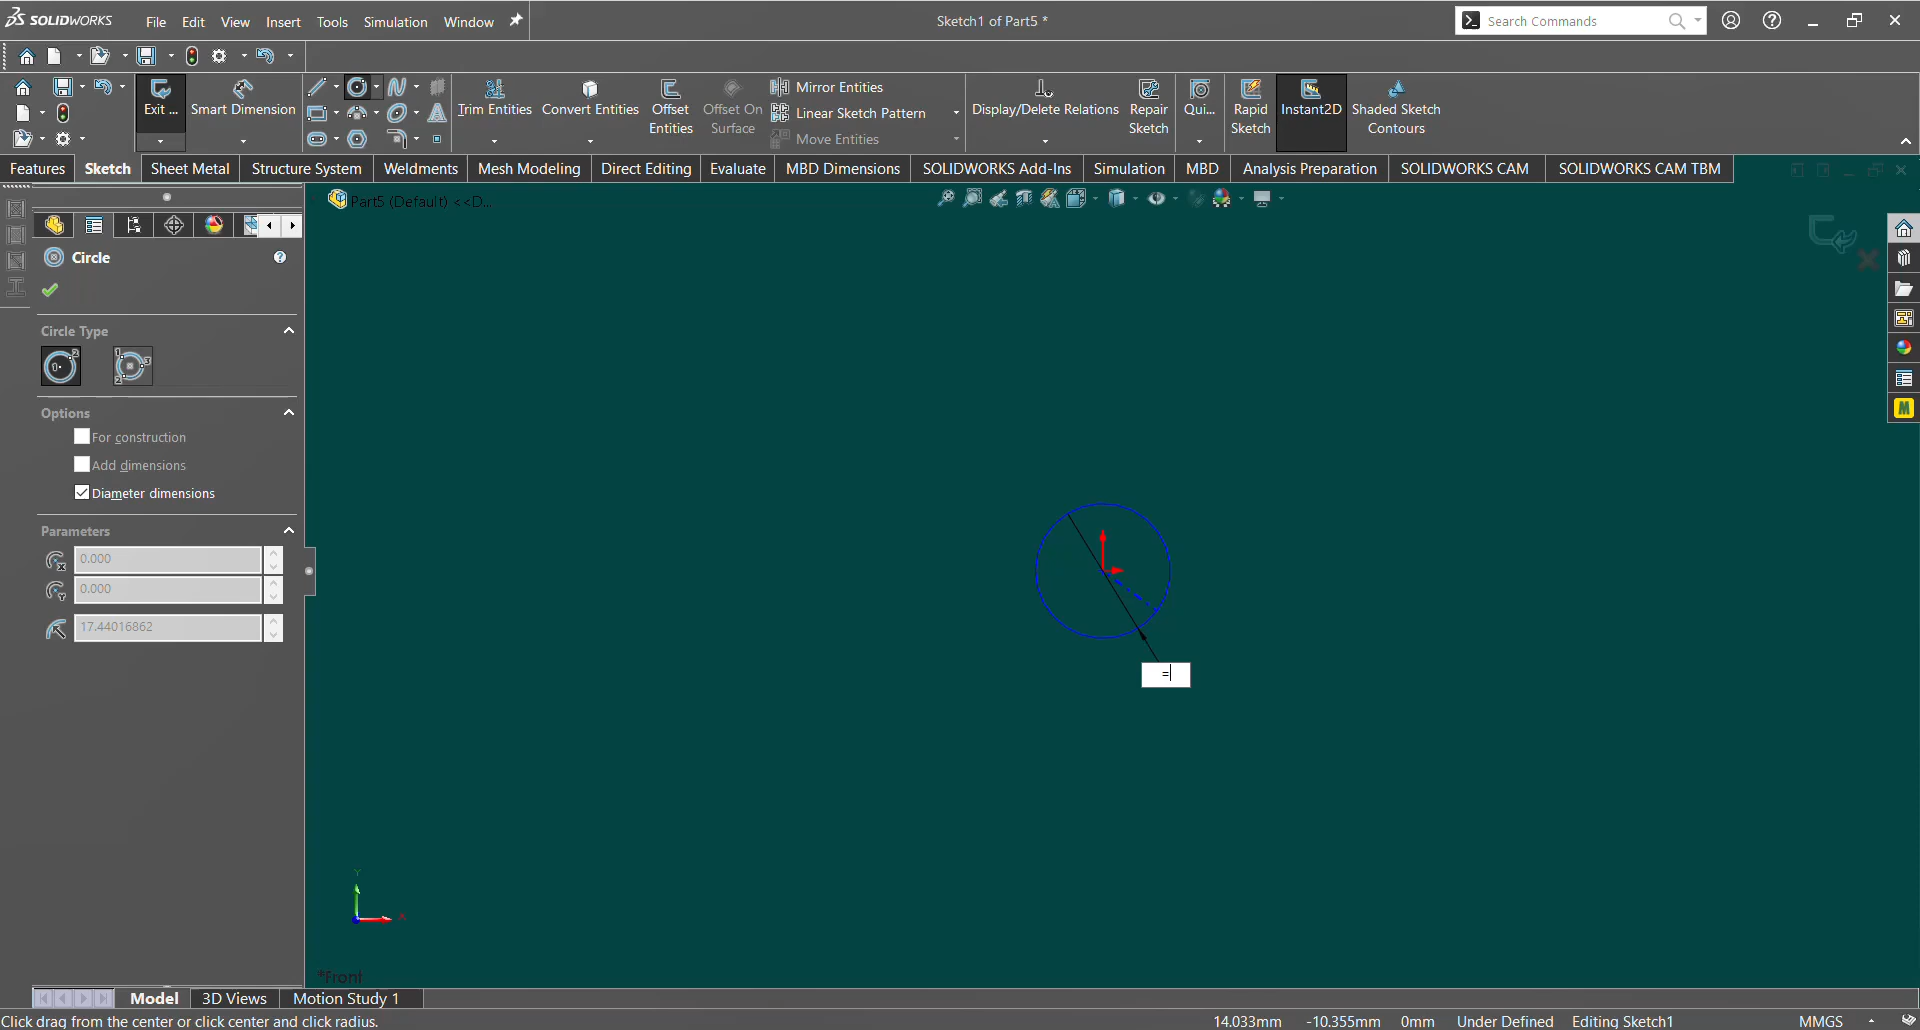 SOLIDWORKS File Edit View Insert Tools Simulation Window Sketch1 of Part5 * Search Commands
Exit ... Smart Dimension Trim Entities Convert Entities Offset Entities Offset On Surface Mirror Entities
Linear Sketch Pattern
Move Entities
Display/Delete Relations Repair Sketch Qui... Rapid Sketch Instant2D Shaded Sketch Contours
Features Sketch Sheet Metal Structure System Weldments Mesh Modeling Direct Editing Evaluate MBD Dimensions SOLIDWORKS Add-Ins Simulation MBD Analysis Preparation SOLIDWORKS CAM SOLIDWORKS CAM TBM
Part5 (Default) <<D...
Circle
Circle Type
Options
For construction
Add dimensions
Diameter dimensions
Parameters
0.000
0.000
17.44016862
=
Y
X
*Front
Model 3D Views Motion Study 1
Click drag from the center or click center and click radius. 14.033mm -10.355mm 0mm Under Defined Editing Sketch1 MMGS